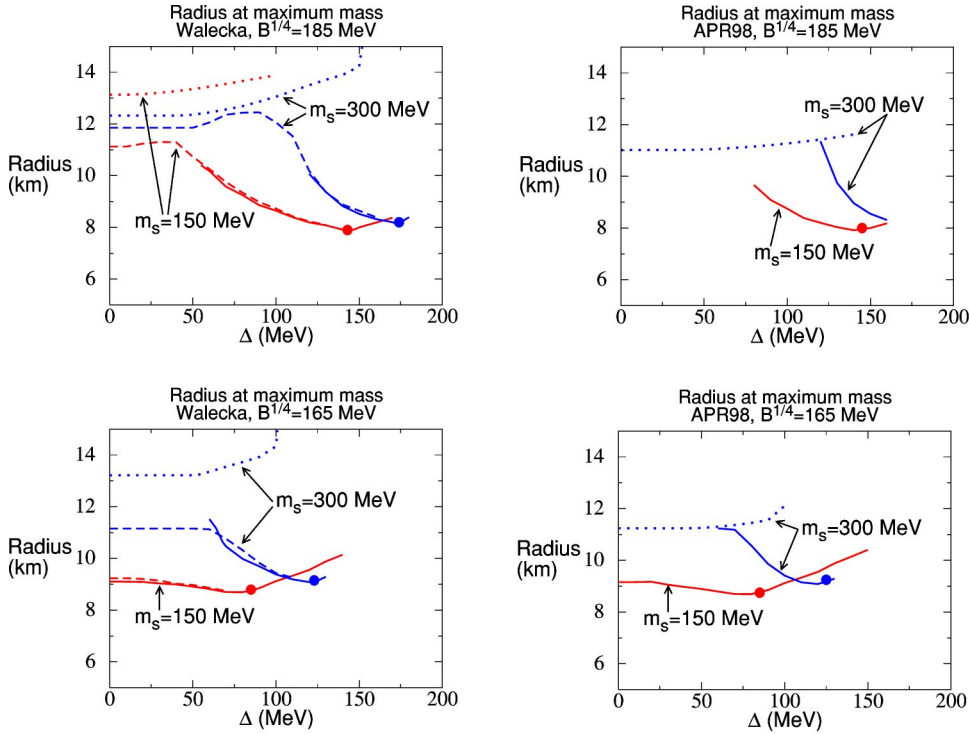 Radius at maximum mass
Walecka, B^1/4=185 MeV
14
12
10
8
6
Radius
(km)
m_s=300 MeV
m_s=150 MeV
0
50
100
150
200
Δ (MeV)
Radius at maximum mass
APR98, B^1/4=185 MeV
14
12
10
8
6
Radius
(km)
m_s=300 MeV
m_s=150 MeV
0
50
100
150
200
Δ (MeV)
Radius at maximum mass
Walecka, B^1/4=165 MeV
14
12
10
8
6
Radius
(km)
m_s=300 MeV
m_s=150 MeV
0
50
100
150
200
Δ (MeV)
Radius at maximum mass
APR98, B^1/4=165 MeV
14
12
10
8
6
Radius
(km)
m_s=300 MeV
m_s=150 MeV
0
50
100
150
200
Δ (MeV)